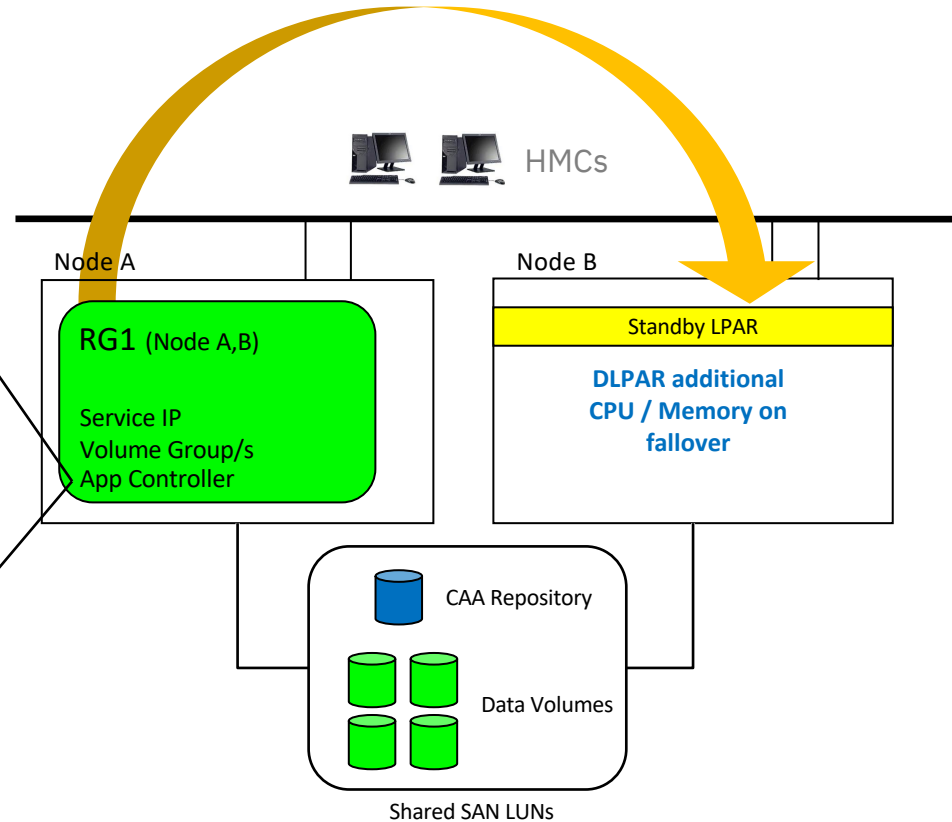 HMCs
Node A
RG1 (Node A,B)
Service IP
Volume Group/s
App Controller
Node B
Standby LPAR
DLPAR additional
CPU / Memory on
fallover
CAA Repository
Data Volumes
Shared SAN LUNs